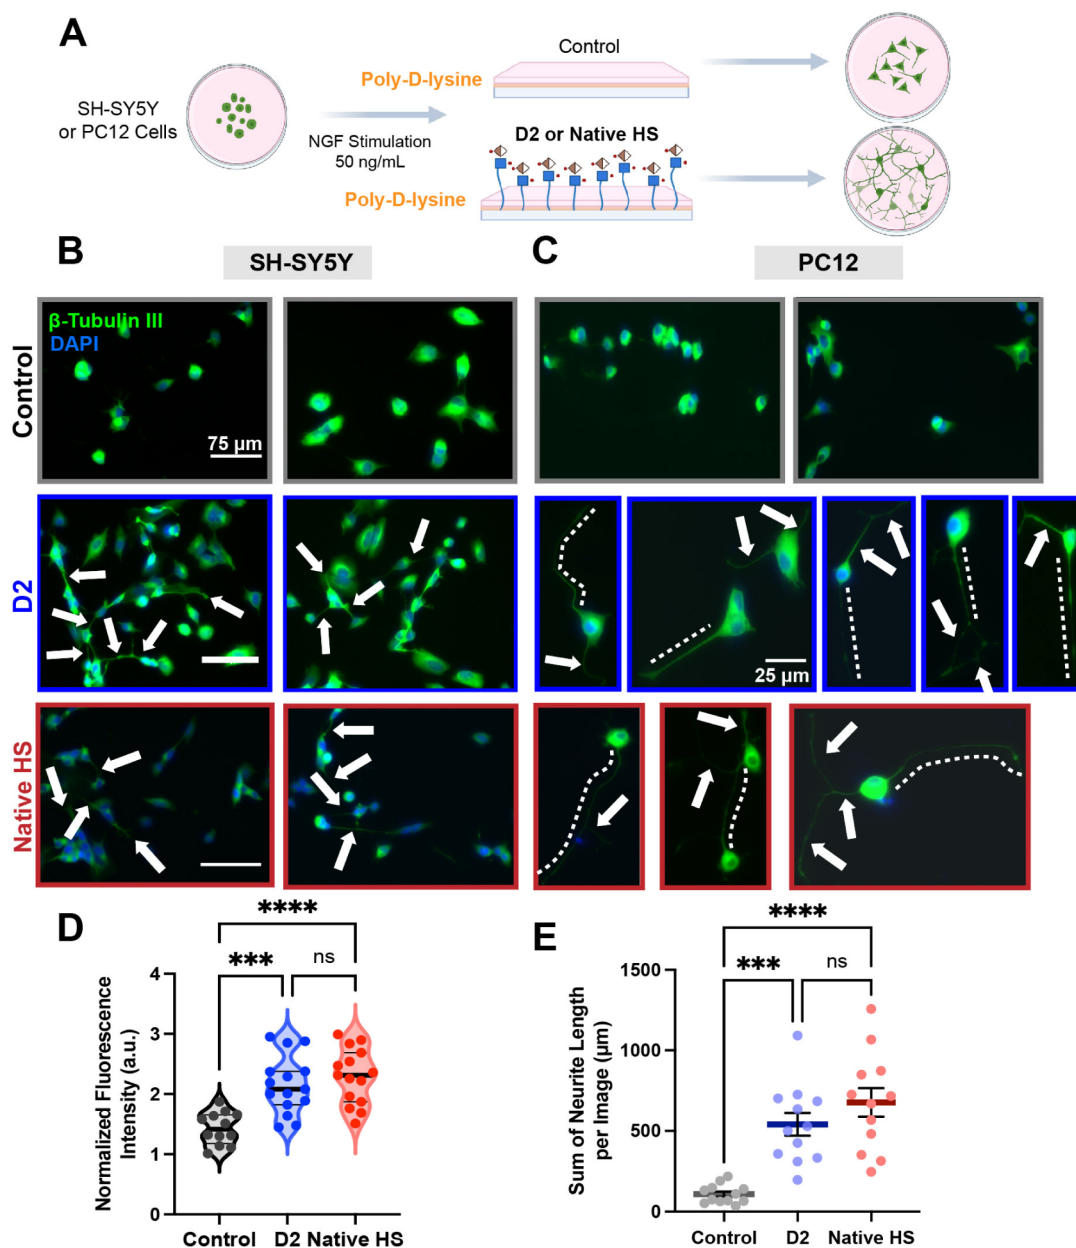 A
SH-SY5Y
or PC12 Cells
NGF Stimulation
50 ng/mL
Poly-D-lysine
Control
D2 or Native HS
Poly-D-lysine
B
SH-SY5Y
C
PC12
Control
β-Tubulin III
DAPI
75 µm
D2
25 µm
Native HS
D
Normalized Fluorescence
Intensity (a.u.)
4
3
2
1
0
****
***
ns
Control
D2
Native HS
E
Sum of Neurite Length
per Image (µm)
1500
1000
500
0
****
***
ns
Control
D2
Native HS